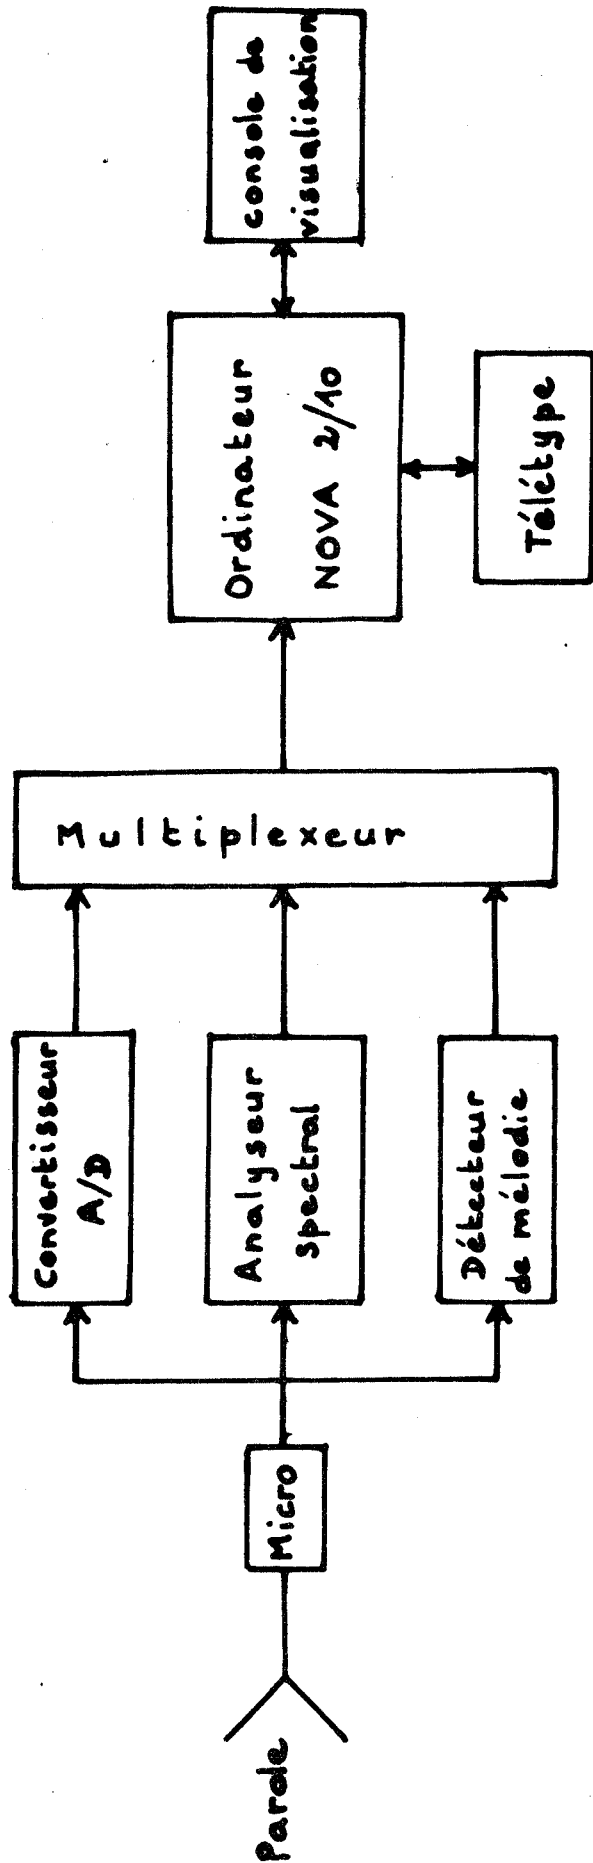 Parole
Micro
Convertisseur
A/D
Analyseur
spectral
Détecteur
de mélodie
Multiplexeur
Ordinateur
NOVA 2/10
Télétype
console de
visualisation